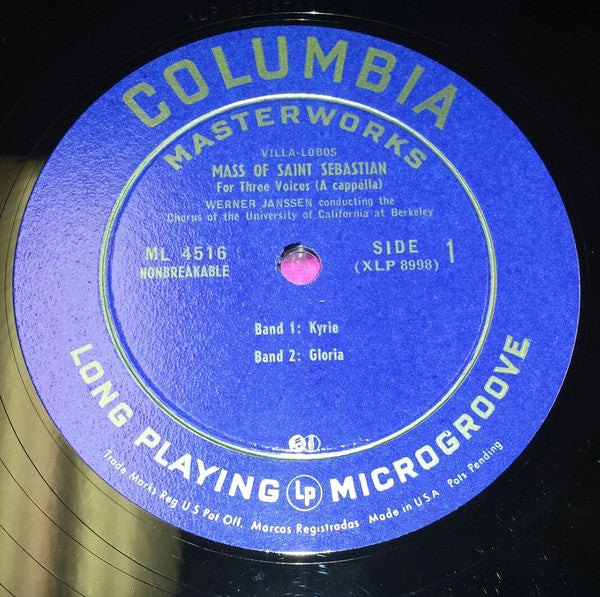 COLUMBIA
MASTERWORKS
VILLA-LOBOS
MASS OF SAINT SEBASTIAN
For Three Voices (A cappella)
WERNER JANSSEN conducting the
Chorus of the University of California at Berkeley
ML 4516
NONBREAKABLE
SIDE 1
(XLP 8998)
Band 1: Kyrie
Band 2: Gloria
LONG PLAYING LP MICROGROOVE
Trade Marks Reg U S Pat Off. Marcas Registradas Made in U.S.A Pats Pending